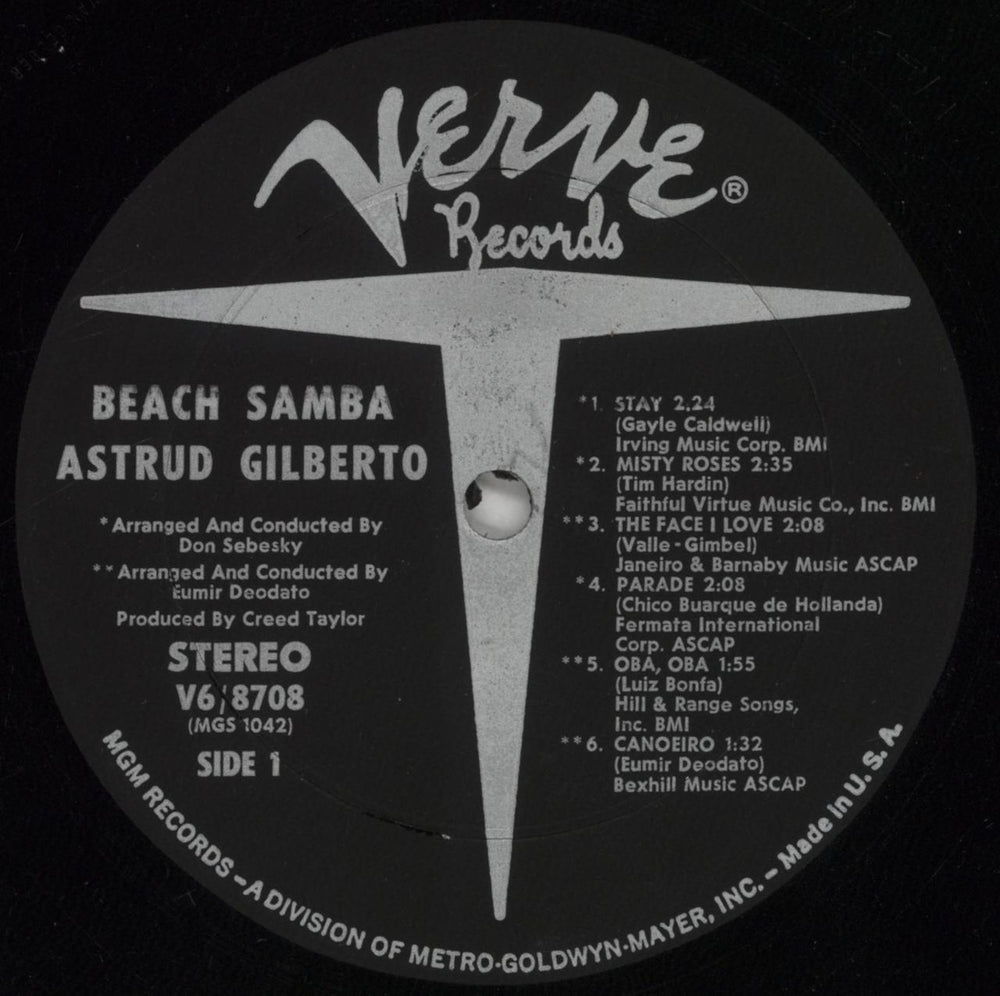 Verve®
Records
BEACH SAMBA
ASTRUD GILBERTO
*Arranged And Conducted By
Don Sebesky
**Arranged And Conducted By
Eumir Deodato
Produced By Creed Taylor
STEREO
V6/8708
(MGS 1042)
SIDE 1
*1. STAY 2.24
(Gayle Caldwell)
Irving Music Corp. BMI
*2. MISTY ROSES 2:35
(Tim Hardin)
Faithful Virtue Music Co., Inc. BMI
**3. THE FACE I LOVE 2:08
(Valle-Gimbel)
Janeiro & Barnaby Music ASCAP
*4. PARADE 2:08
(Chico Buarque de Hollanda)
Fermata International
Corp. ASCAP
**5. OBA, OBA 1:55
(Luiz Bonfa)
Hill & Range Songs,
Inc. BMI
**6. CANOEIRO 1:32
(Eumir Deodato)
Bexhill Music ASCAP
MGM RECORDS – A DIVISION OF METRO-GOLDWYN-MAYER, INC. – Made in U. S. A.